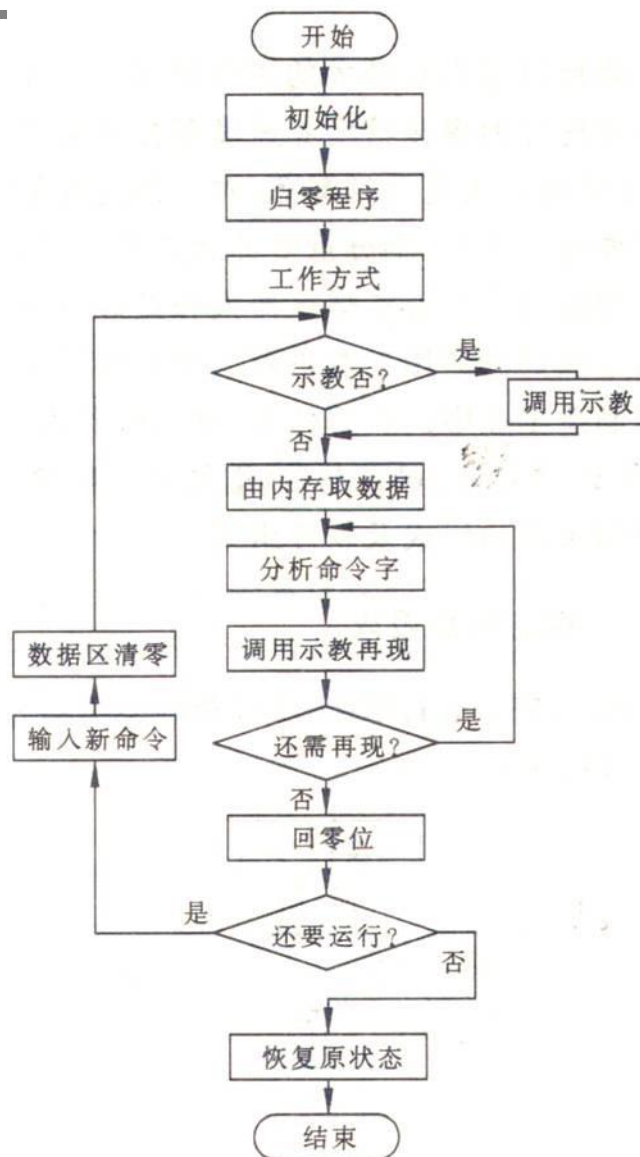 开始
初始化
归零程序
工作方式
示教否?
是
调用示教
否
由内存取数据
分析命令字
数据区清零
调用示教再现
输入新命令
还需再现?
是
否
回零位
是
还要运行?
否
恢复原状态
结束